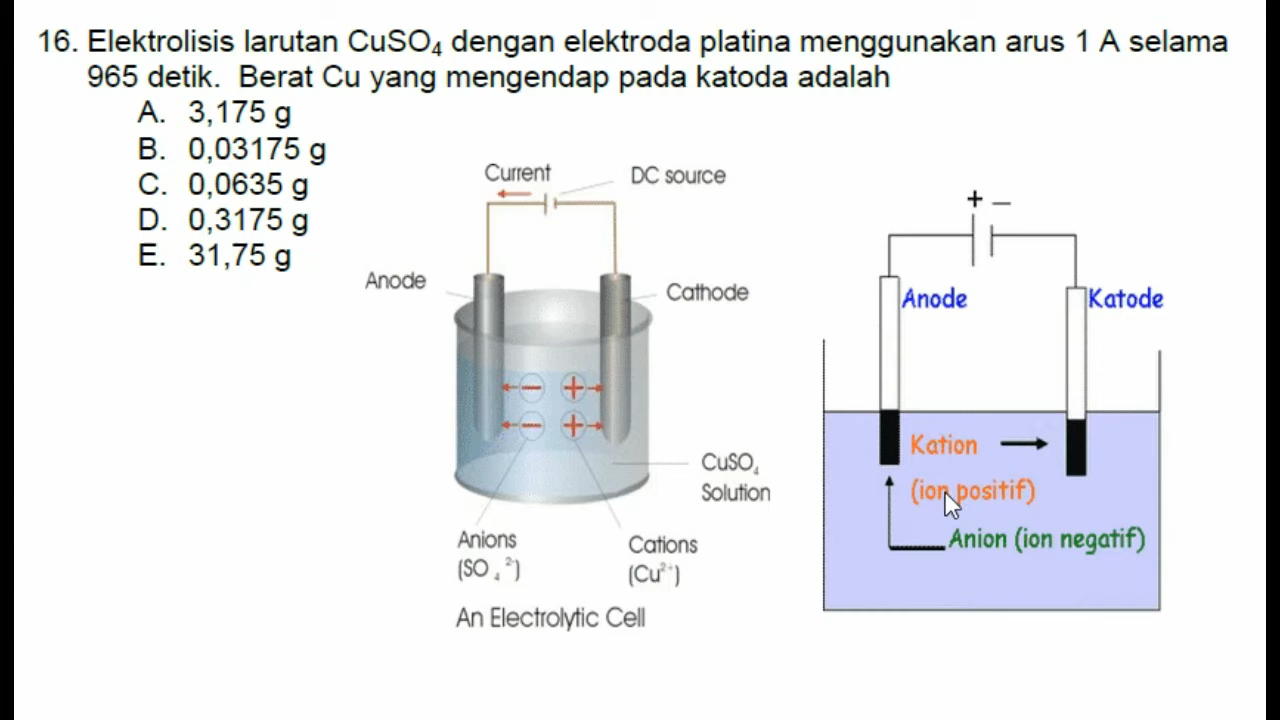 16. Elektrolisis larutan CuSO₄ dengan elektroda platina menggunakan arus 1 A selama
965 detik. Berat Cu yang mengendap pada katoda adalah
A. 3,175 g
B. 0,03175 g
C. 0,0635 g
D. 0,3175 g
E. 31,75 g
Current
DC source
Anode
Cathode
CuSO₄
Solution
Anions
(SO₄²⁻)
Cations
(Cu²⁺)
An Electrolytic Cell
+ −
Anode
Katode
Kation
(ion positif)
Anion (ion negatif)